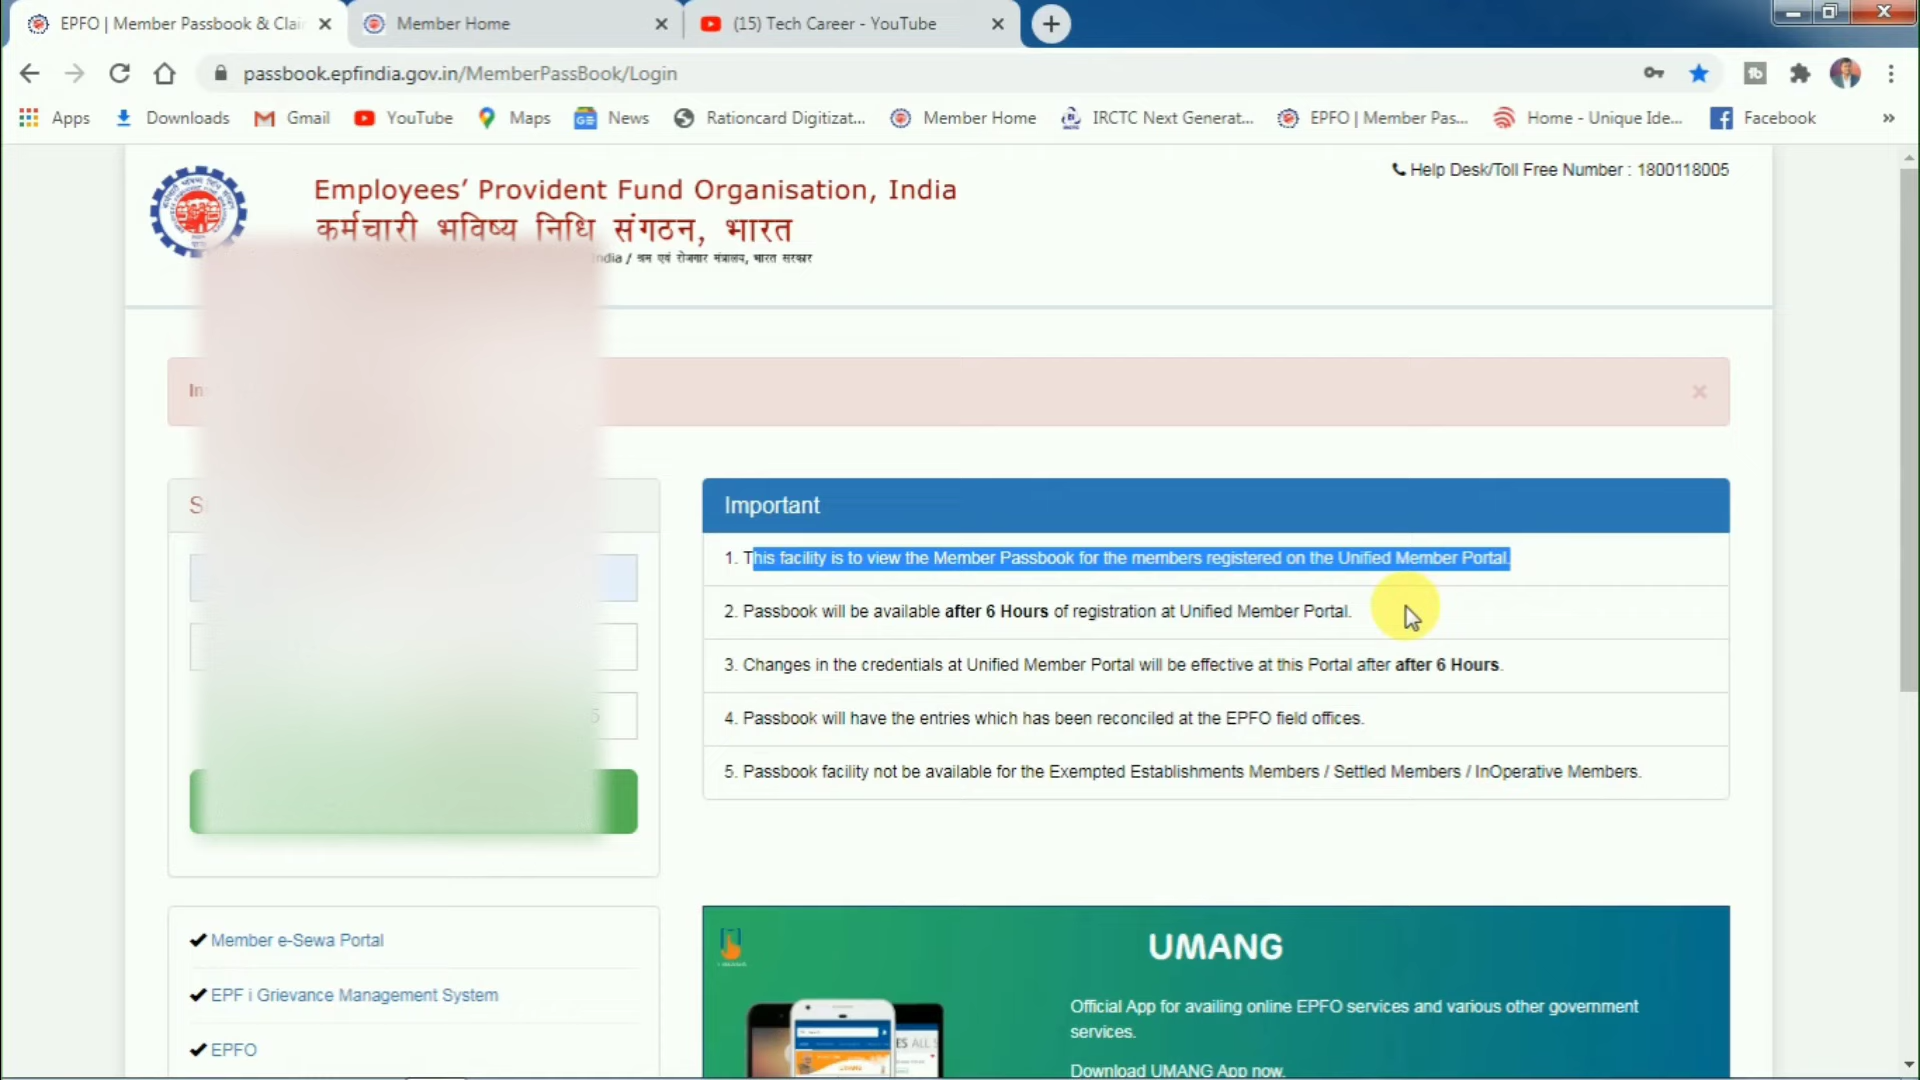 EPFO | Member Passbook & Clai
Member Home
(15) Tech Career - YouTube
passbook.epfindia.gov.in/MemberPassBook/Login
Apps
Downloads
Gmail
YouTube
Maps
News
Rationcard Digitizat...
Member Home
IRCTC Next Generat...
EPFO | Member Pas...
Home - Unique Ide...
Facebook
»
Help Desk/Toll Free Number : 1800118005
Employees' Provident Fund Organisation, India
कर्मचारी भविष्य निधि संगठन, भारत
India / श्रम एवं रोजगार मंत्रालय, भारत सरकार
Important
1. This facility is to view the Member Passbook for the members registered on the Unified Member Portal.
2. Passbook will be available after 6 Hours of registration at Unified Member Portal.
3. Changes in the credentials at Unified Member Portal will be effective at this Portal after after 6 Hours.
4. Passbook will have the entries which has been reconciled at the EPFO field offices.
5. Passbook facility not be available for the Exempted Establishments Members / Settled Members / InOperative Members.
5
Member e-Sewa Portal
EPF i Grievance Management System
EPFO
UMANG
Official App for availing online EPFO services and various other government
services.
Download UMANG App now.